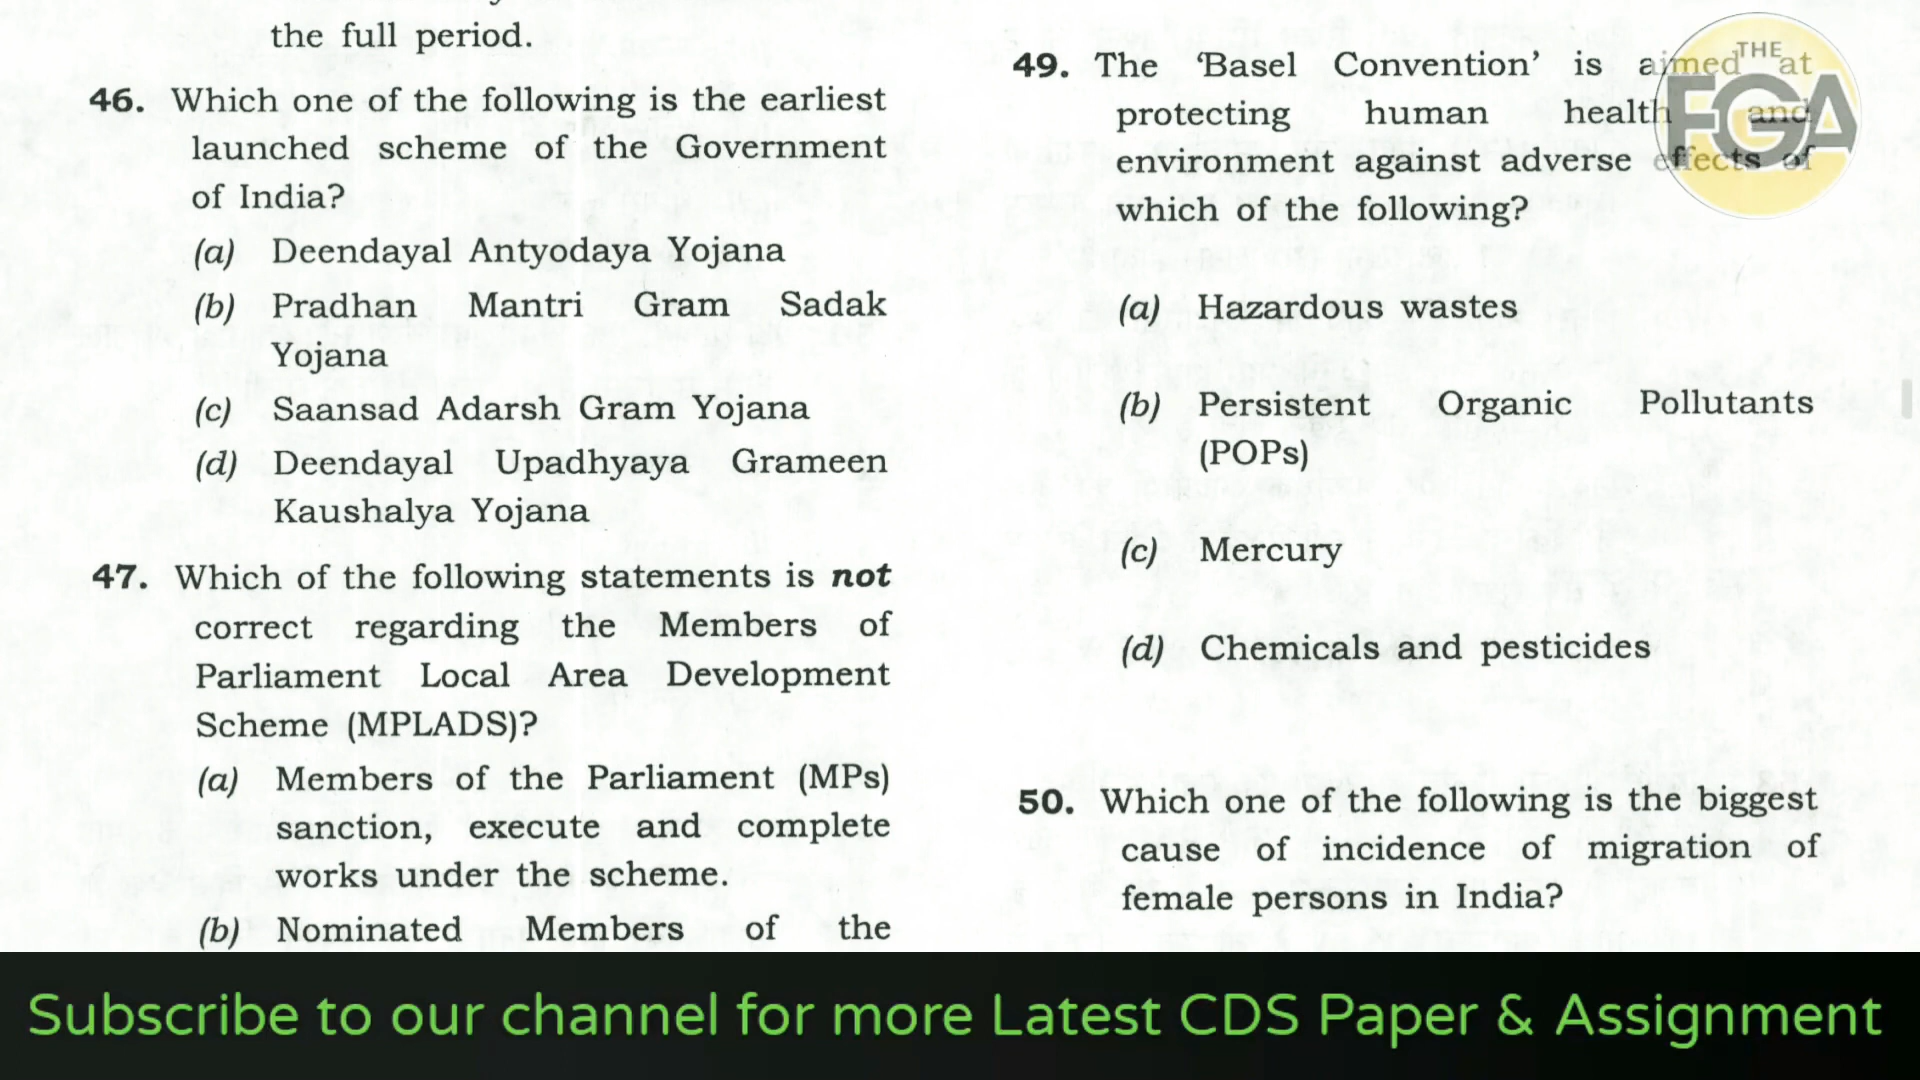 the full period.
46. Which one of the following is the earliest
launched scheme of the Government
of India?
(a) Deendayal Antyodaya Yojana
(b) Pradhan Mantri Gram Sadak
Yojana
(c) Saansad Adarsh Gram Yojana
(d) Deendayal Upadhyaya Grameen
Kaushalya Yojana
47. Which of the following statements is not
correct regarding the Members of
Parliament Local Area Development
Scheme (MPLADS)?
(a) Members of the Parliament (MPs)
sanction, execute and complete
works under the scheme.
(b) Nominated Members of the
49. The ‘Basel Convention’ is aimed at
protecting human health and
environment against adverse effects of
which of the following?
(a) Hazardous wastes
(b) Persistent Organic Pollutants
(POPs)
(c) Mercury
(d) Chemicals and pesticides
50. Which one of the following is the biggest
cause of incidence of migration of
female persons in India?
THE
FGA
Subscribe to our channel for more Latest CDS Paper & Assignment